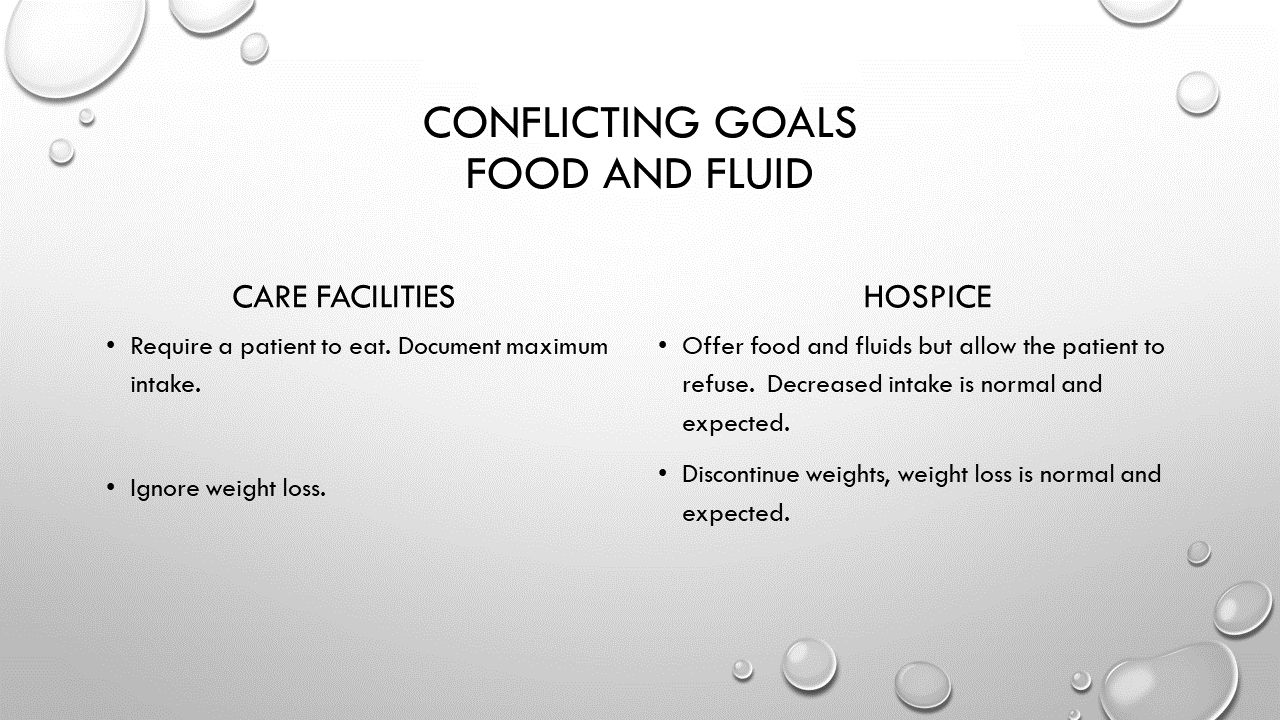 CONFLICTING GOALS
FOOD AND FLUID
CARE FACILITIES
• Require a patient to eat. Document maximum
intake.
• Ignore weight loss.
HOSPICE
• Offer food and fluids but allow the patient to
refuse.  Decreased intake is normal and
expected.
• Discontinue weights, weight loss is normal and
expected.